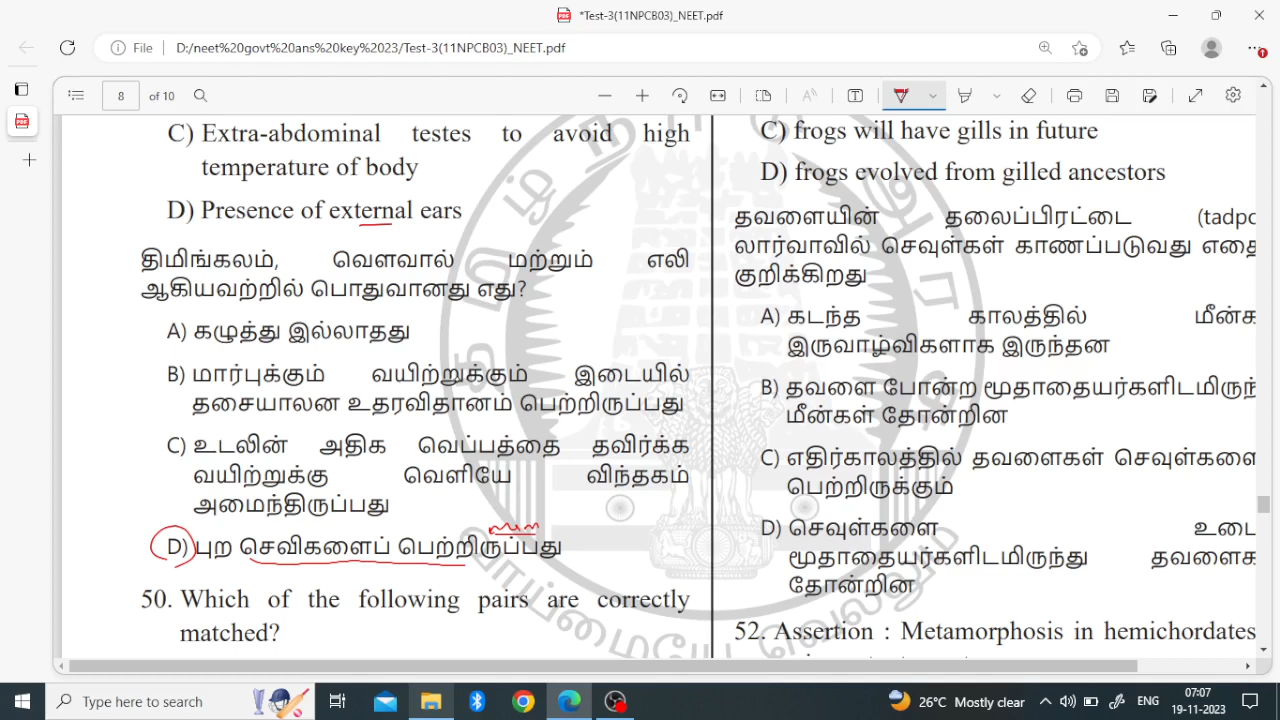 *Test-3(11NPCB03)_NEET.pdf
File
D:/neet%20govt%20ans%20key%202023/Test-3(11NPCB03)_NEET.pdf
8 of 10
C) Extra-abdominal testes to avoid high
temperature of body
D) Presence of external ears
திமிங்கலம், வௌவால் மற்றும் எலி
ஆகியவற்றில் பொதுவானது எது?
A) கழுத்து இல்லாதது
B) மார்புக்கும் வயிற்றுக்கும் இடையில்
தசையாலன உதரவிதானம் பெற்றிருப்பது
C) உடலின் அதிக வெப்பத்தை தவிர்க்க
வயிற்றுக்கு வெளியே விந்தகம்
அமைந்திருப்பது
D) புற செவிகளைப் பெற்றிருப்பது
50. Which of the following pairs are correctly
matched?
C) frogs will have gills in future
D) frogs evolved from gilled ancestors
தவளையின் தலைப்பிரட்டை (tadpo
லார்வாவில் செவுள்கள் காணப்படுவது எதை
குறிக்கிறது
A) கடந்த காலத்தில் மீன்க
இருவாழ்விகளாக இருந்தன
B) தவளை போன்ற மூதாதையர்களிடமிருந்
மீன்கள் தோன்றின
C) எதிர்காலத்தில் தவளைகள் செவுள்களை
பெற்றிருக்கும்
D) செவுள்களை உடை
மூதாதையர்களிடமிருந்து தவளைக
தோன்றின
52. Assertion : Metamorphosis in hemichordates
Type here to search
26°C Mostly clear
ENG
07:07
19-11-2023